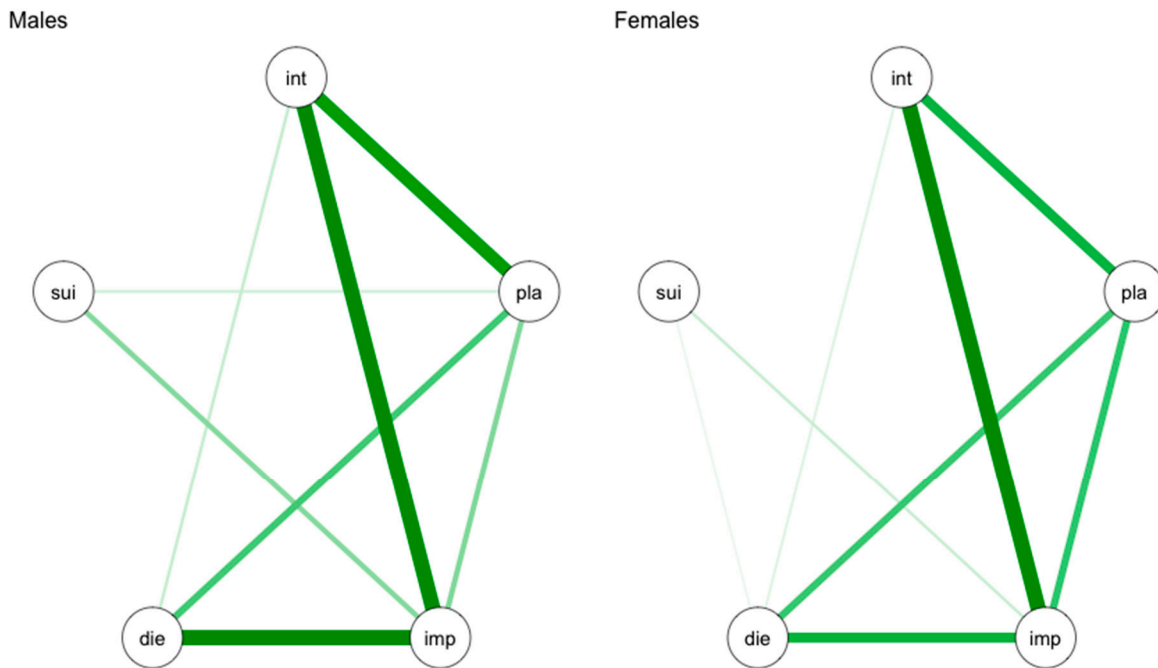 Males
Females
int
int
sui
pla
sui
pla
die
imp
die
imp